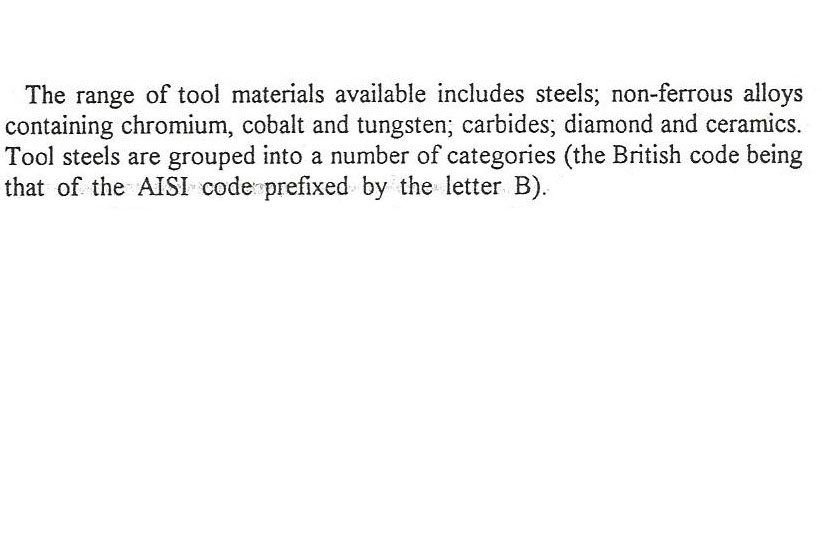 The range of tool materials available includes steels; non-ferrous alloys
containing chromium, cobalt and tungsten; carbides; diamond and ceramics.
Tool steels are grouped into a number of categories (the British code being
that of the AISI code prefixed by the letter B).